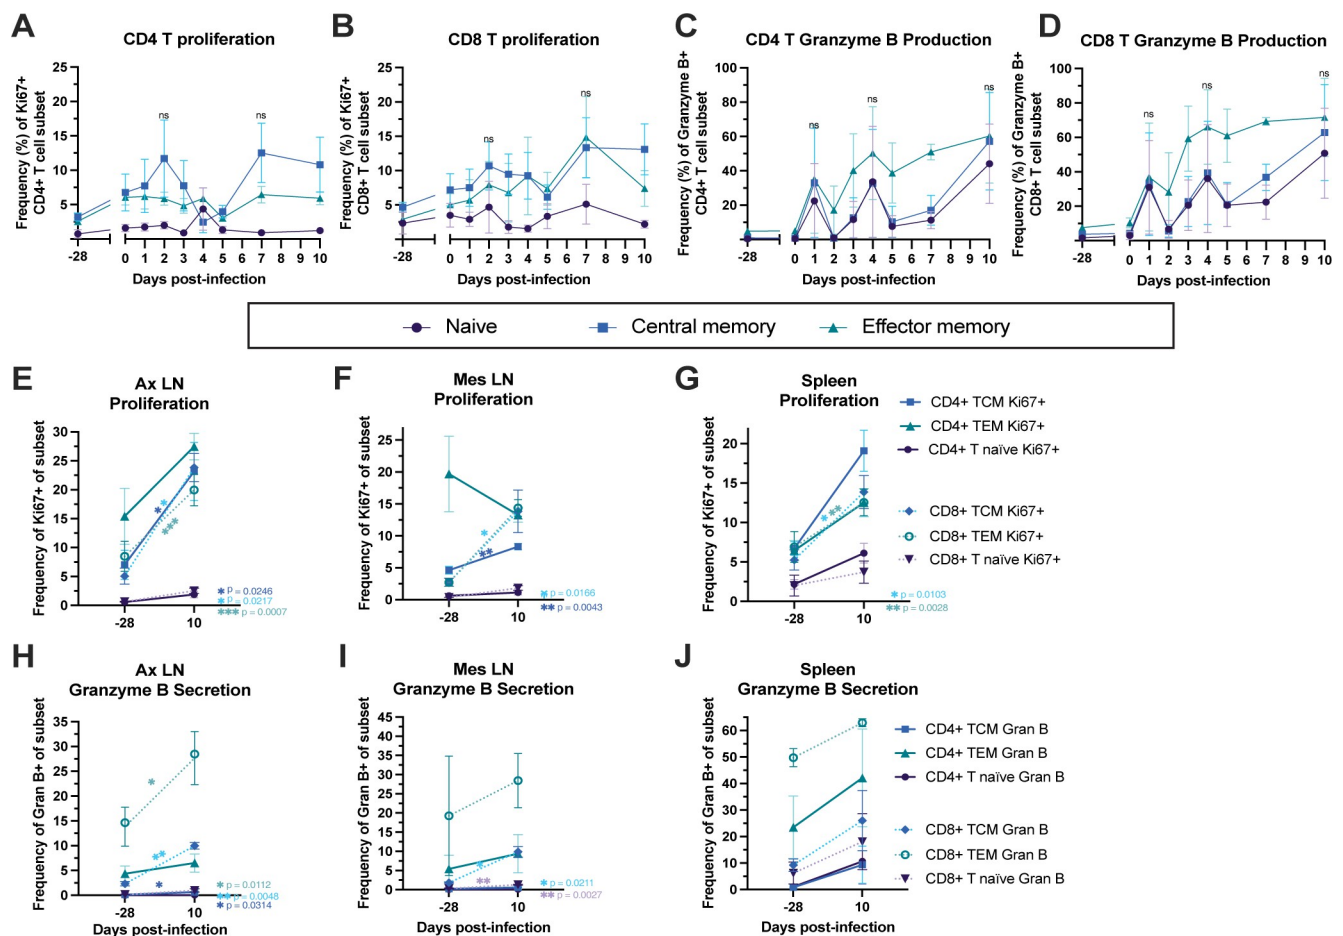 A
CD4 T proliferation
Frequency (%) of Ki67+
CD4+ T cell subset
25
20
15
10
5
ns
ns
-28
0 1 2 3 4 5 6 7 8 9 10
Days post-infection
B
CD8 T proliferation
Frequency (%) of Ki67+
CD8+ T cell subset
25
20
15
10
5
ns
ns
-28
0 1 2 3 4 5 6 7 8 9 10
Days post-infection
C
CD4 T Granzyme B Production
Frequency (%) of Granzyme B+
CD4+ T cell subset
100
80
60
40
20
0
ns
ns
ns
-28
0 1 2 3 4 5 6 7 8 9 10
Days post-infection
D
CD8 T Granzyme B Production
Frequency (%) of Granzyme B+
CD8+ T cell subset
100
80
60
40
20
0
ns
ns
ns
-28
0 1 2 3 4 5 6 7 8 9 10
Days post-infection
Naive
Central memory
Effector memory
E
Ax LN
Proliferation
Frequency of Ki67+ of subset
30
25
20
15
10
5
0
*
*
***
-28
10
* p = 0.0246
* p = 0.0217
*** p = 0.0007
F
Mes LN
Proliferation
Frequency of Ki67+ of subset
25
20
15
10
5
0
*
**
-28
10
* p = 0.0166
** p = 0.0043
G
Spleen
Proliferation
Frequency of Ki67+ of subset
20
15
10
5
0
*
**
-28
10
* p = 0.0103
** p = 0.0028
CD4+ TCM Ki67+
CD4+ TEM Ki67+
CD4+ T naïve Ki67+
CD8+ TCM Ki67+
CD8+ TEM Ki67+
CD8+ T naïve Ki67+
H
Ax LN
Granzyme B Secretion
Frequency of Gran B+ of subset
35
30
25
20
15
10
5
0
*
**
*
-28
10
Days post-infection
* p = 0.0112
** p = 0.0048
* p = 0.0314
I
Mes LN
Granzyme B Secretion
Frequency of Gran B+ of subset
45
40
35
30
25
20
15
10
5
0
*
**
-28
10
Days post-infection
* p = 0.0211
** p = 0.0027
J
Spleen
Granzyme B Secretion
Frequency of Gran B+ of subset
60
50
40
30
20
10
0
-28
10
Days post-infection
CD4+ TCM Gran B
CD4+ TEM Gran B
CD4+ T naïve Gran B
CD8+ TCM Gran B
CD8+ TEM Gran B
CD8+ T naïve Gran B